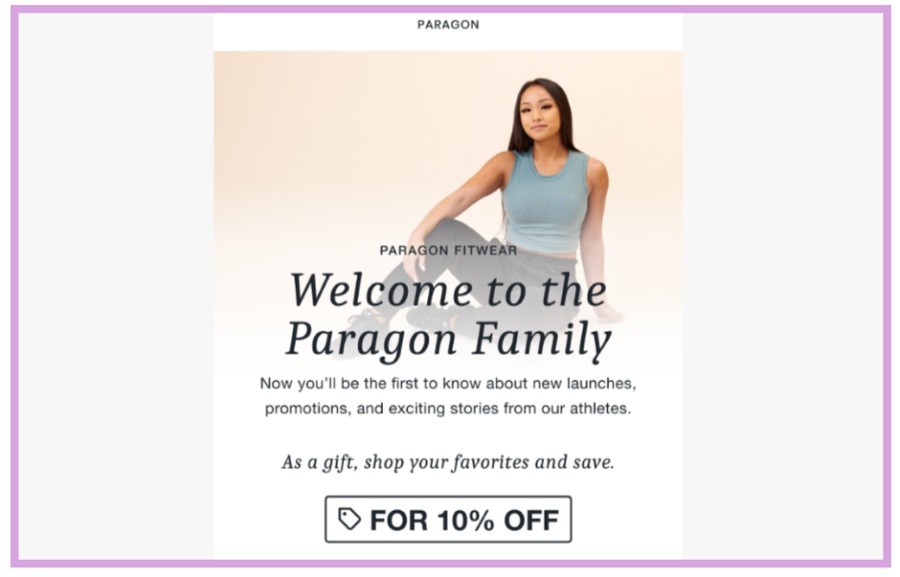 PARAGON
PARAGON FITWEAR
Welcome to the
Paragon Family
Now you'll be the first to know about new launches,
promotions, and exciting stories from our athletes.
As a gift, shop your favorites and save.
FOR 10% OFF